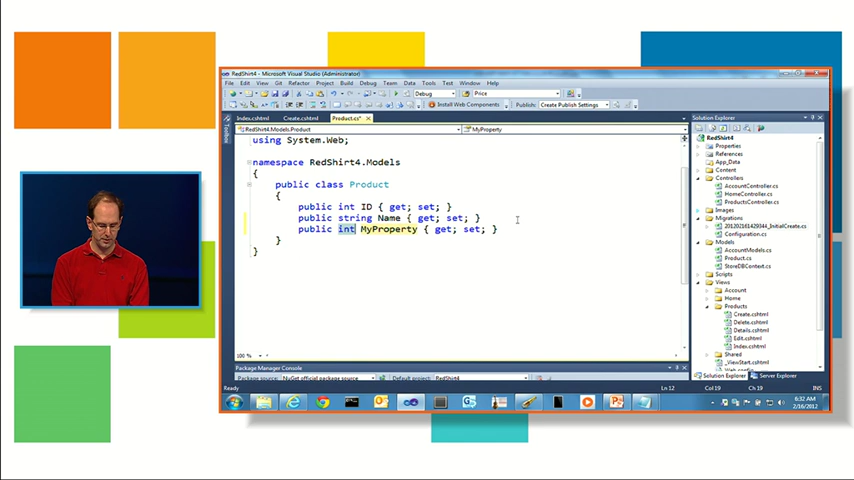 RedShirt4 - Microsoft Visual Studio (Administrator)
File Edit View Git Refactor Project Build Debug Team Data Tools Test Window Help
Debug
Price
Install Web Components
Publish: Create Publish Settings
Index.cshtml Create.cshtml Product.cs*
RedShirt4.Models.Product MyProperty
Toolbox
using System.Web;
namespace RedShirt4.Models
{
public class Product
{
public int ID { get; set; }
public string Name { get; set; }
public int MyProperty { get; set; }
}
}
100 %
Package Manager Console
Package source: NuGet official package source Default project: RedShirt4
Ready Ln 12 Col 19 Ch 19 INS
Solution Explorer
RedShirt4
Properties
References
App_Data
Content
Controllers
AccountController.cs
HomeController.cs
ProductsController.cs
Images
Migrations
201202161429344_InitialCreate.cs
Configuration.cs
Models
AccountModels.cs
Product.cs
StoreDBContext.cs
Scripts
Views
Account
Home
Products
Create.cshtml
Delete.cshtml
Details.cshtml
Edit.cshtml
Index.cshtml
Shared
_ViewStart.cshtml
Web.config
Solution Explorer Server Explorer
6:32 AM
2/16/2012